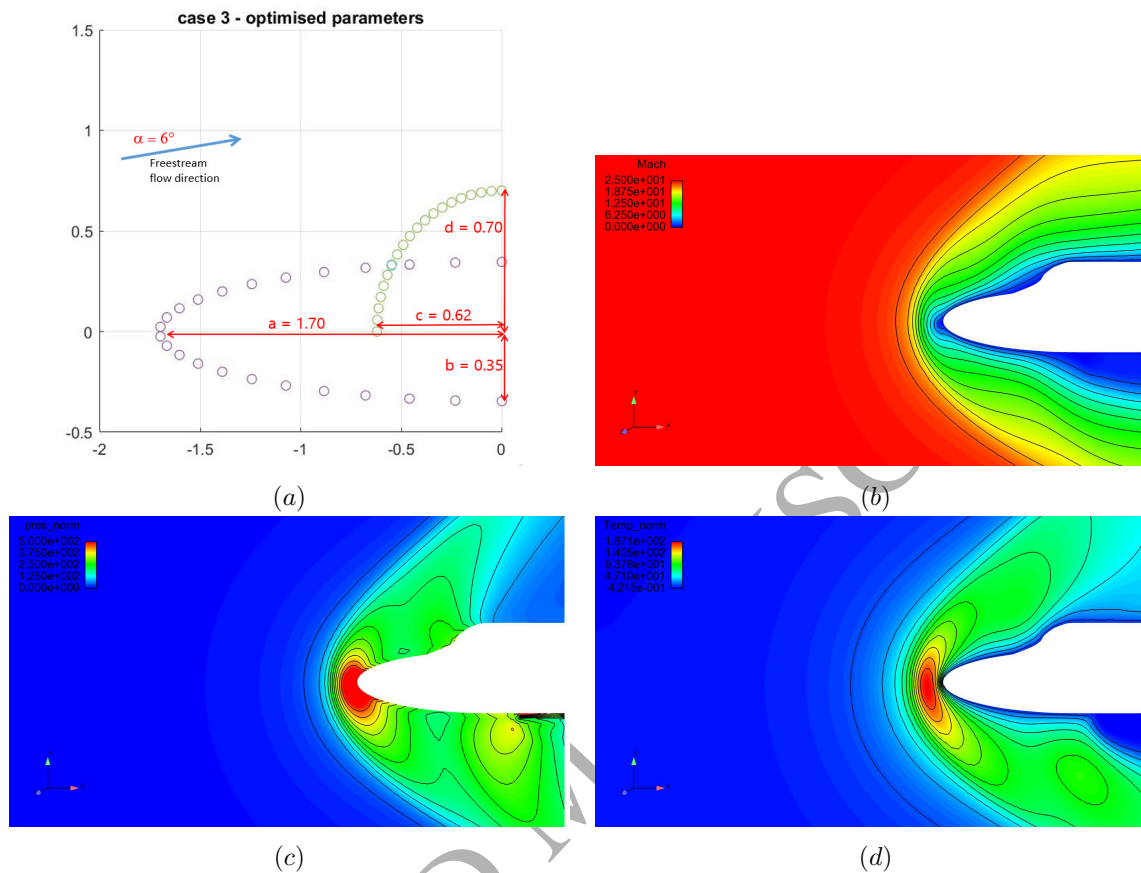 case 3 - optimised parameters
1.5
1
0.5
0
-0.5
-2
-1.5
-1
-0.5
0
α = 6°
Freestream
flow direction
d = 0.70
c = 0.62
a = 1.70
b = 0.35
(a)
Mach
2.500e+001
1.875e+001
1.250e+001
6.250e+000
0.000e+000
(b)
pres_norm
5.000e+002
3.750e+002
2.500e+002
1.250e+002
0.000e+000
(c)
Temp_norm
1.871e+002
1.405e+002
9.378e+001
4.710e+001
4.215e-001
(d)